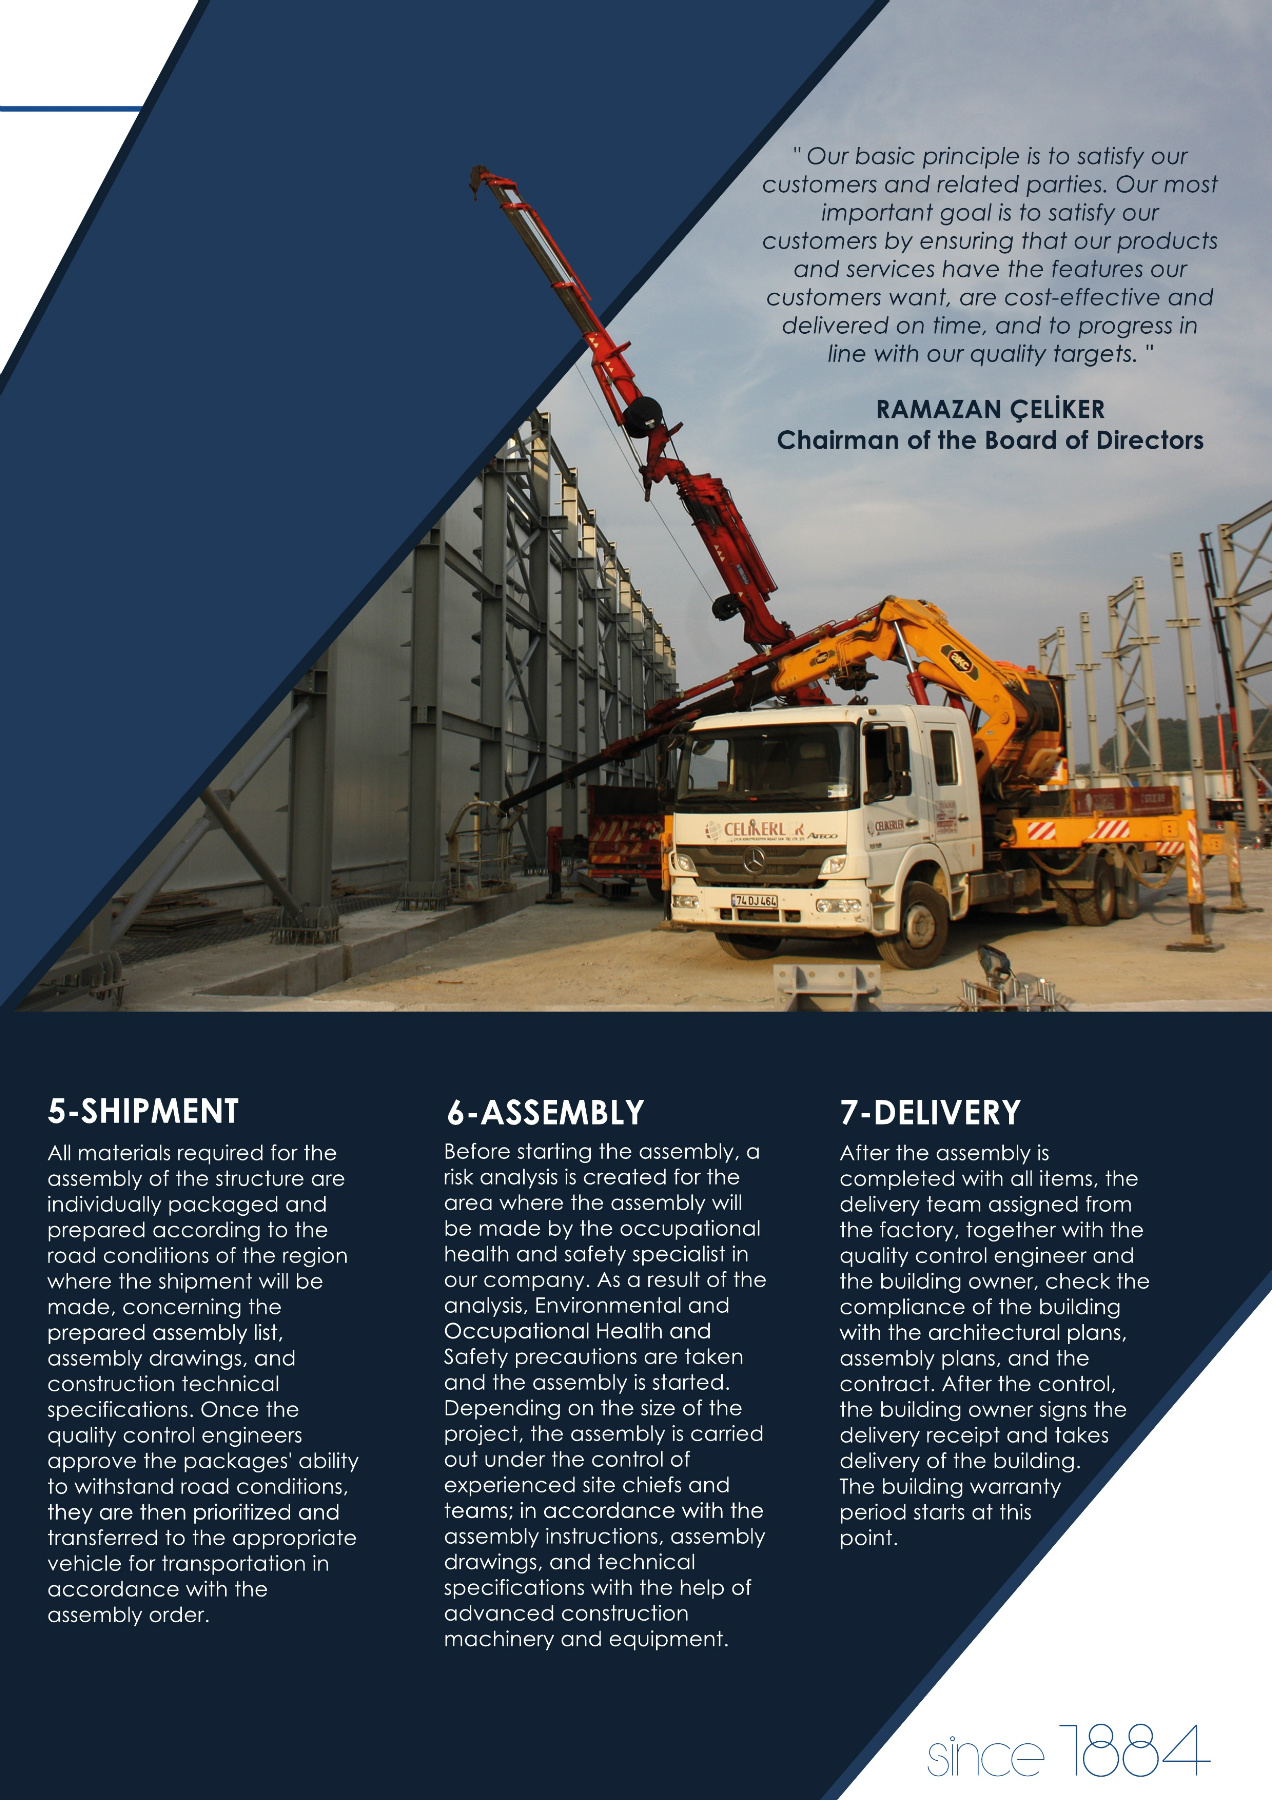 " Our basic principle is to satisfy our
customers and related parties. Our most
important goal is to satisfy our
customers by ensuring that our products
and services have the features our
customers want, are cost-effective and
delivered on time, and to progress in
line with our quality targets. "
RAMAZAN ÇELİKER
Chairman of the Board of Directors
AKC
ÇELİKERLER
ATEGO
ÇELİKERLER
74 DJ 464
5-SHIPMENT
All materials required for the
assembly of the structure are
individually packaged and
prepared according to the
road conditions of the region
where the shipment will be
made, concerning the
prepared assembly list,
assembly drawings, and
construction technical
specifications. Once the
quality control engineers
approve the packages' ability
to withstand road conditions,
they are then prioritized and
transferred to the appropriate
vehicle for transportation in
accordance with the
assembly order.
6-ASSEMBLY
Before starting the assembly, a
risk analysis is created for the
area where the assembly will
be made by the occupational
health and safety specialist in
our company. As a result of the
analysis, Environmental and
Occupational Health and
Safety precautions are taken
and the assembly is started.
Depending on the size of the
project, the assembly is carried
out under the control of
experienced site chiefs and
teams; in accordance with the
assembly instructions, assembly
drawings, and technical
specifications with the help of
advanced construction
machinery and equipment.
7-DELIVERY
After the assembly is
completed with all items, the
delivery team assigned from
the factory, together with the
quality control engineer and
the building owner, check the
compliance of the building
with the architectural plans,
assembly plans, and the
contract. After the control,
the building owner signs the
delivery receipt and takes
delivery of the building.
The building warranty
period starts at this
point.
since 1884